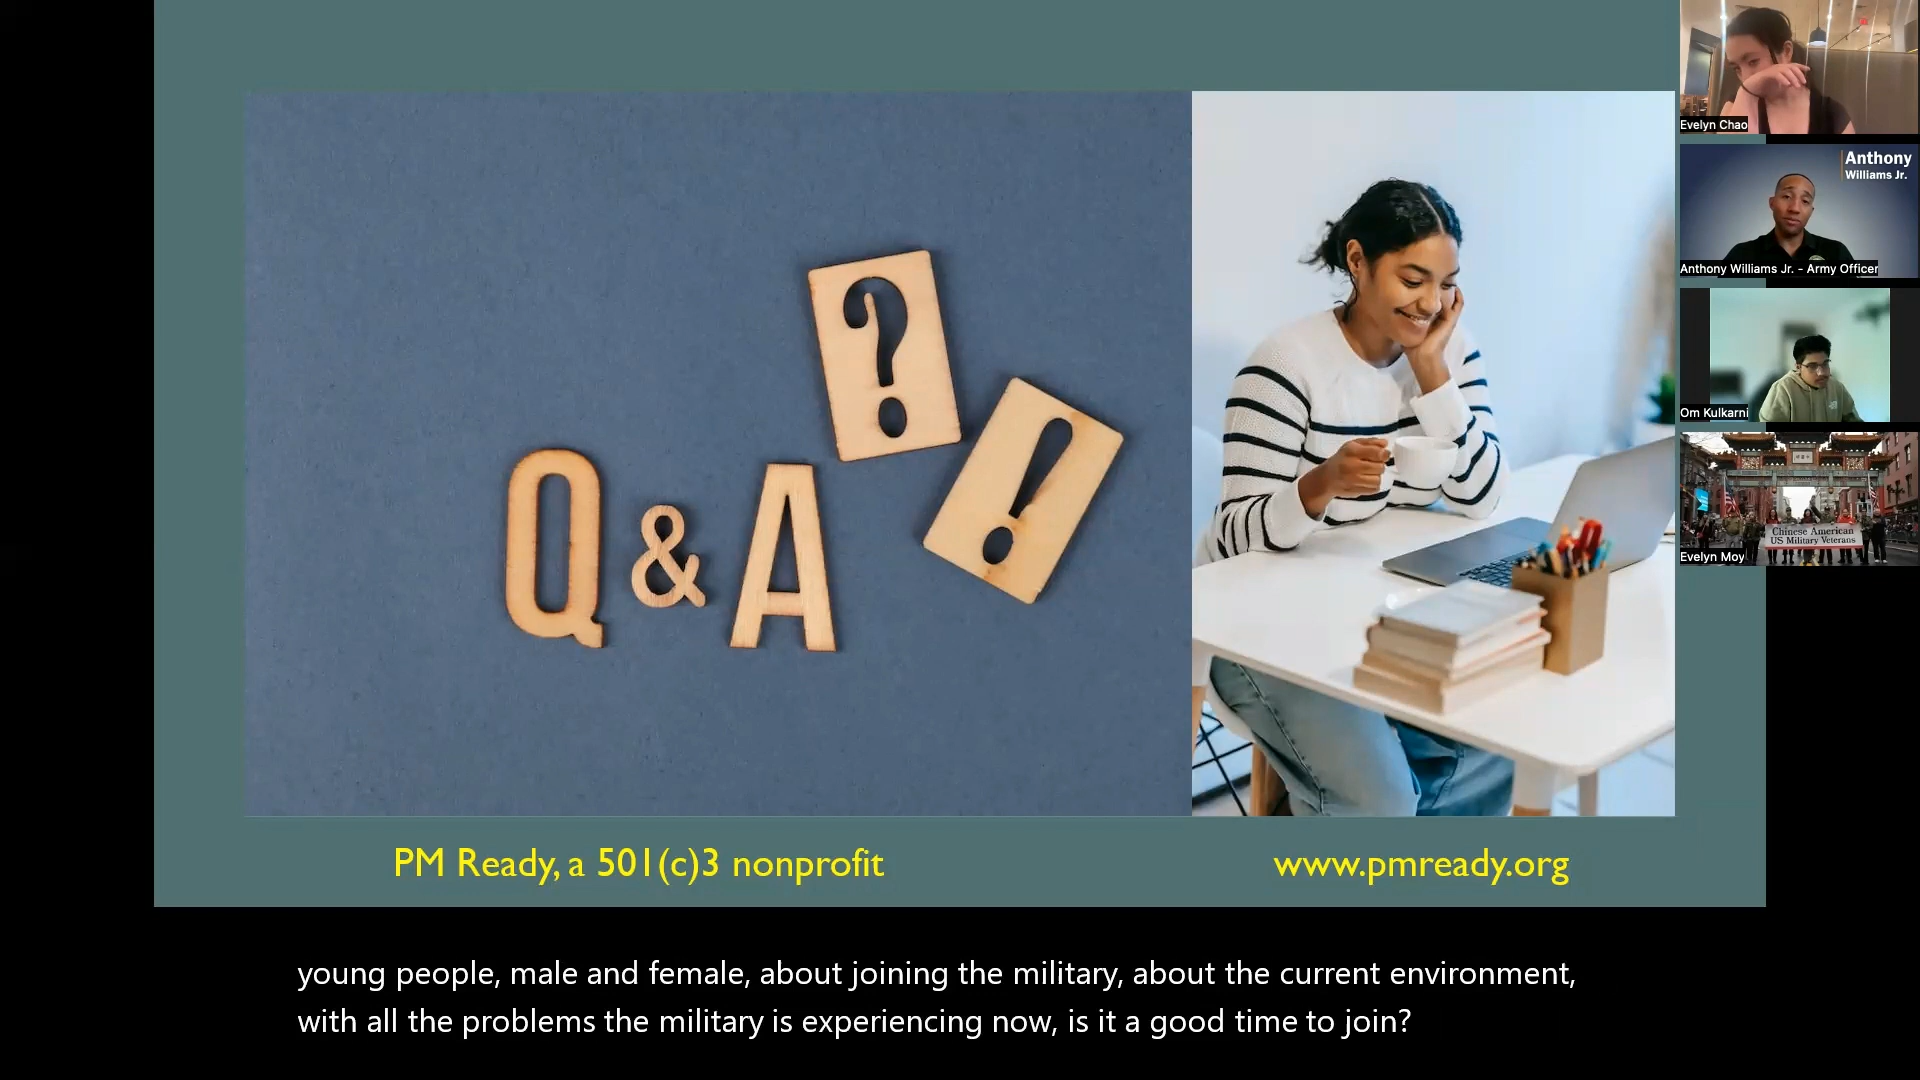 Q & A ? !
PM Ready, a 501(c)3 nonprofit
www.pmready.org
Evelyn Chao
Anthony
Williams Jr.
Anthony Williams Jr. - Army Officer
Om Kulkarni
Chinese American
US Military Veterans
Evelyn Moy
young people, male and female, about joining the military, about the current environment,
with all the problems the military is experiencing now, is it a good time to join?